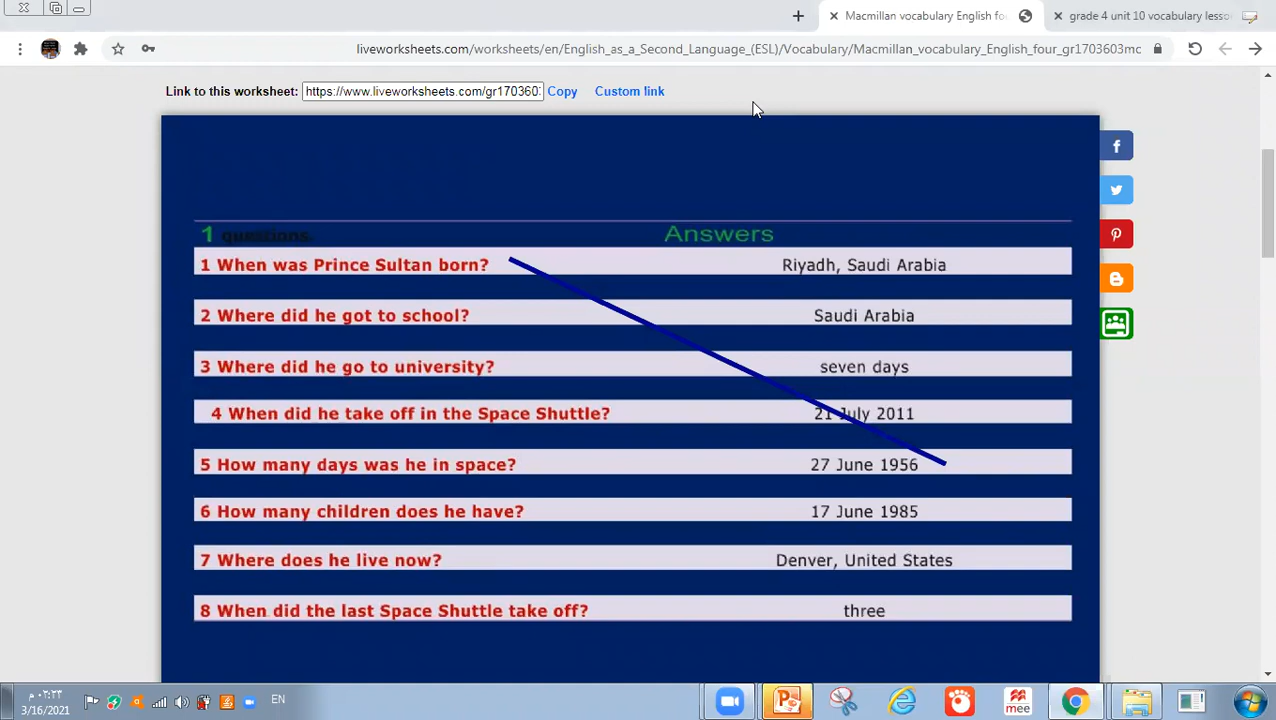 Macmillan vocabulary English fo
grade 4 unit 10 vocabulary lesso
liveworksheets.com/worksheets/en/English_as_a_Second_Language_(ESL)/Vocabulary/Macmillan_vocabulary_English_four_gr1703603mc
Link to this worksheet: https://www.liveworksheets.com/gr170360 Copy Custom link
1 questions. Answers
1 When was Prince Sultan born? Riyadh, Saudi Arabia
2 Where did he got to school? Saudi Arabia
3 Where did he go to university? seven days
4 When did he take off in the Space Shuttle? 21 July 2011
5 How many days was he in space? 27 June 1956
6 How many children does he have? 17 June 1985
7 Where does he live now? Denver, United States
8 When did the last Space Shuttle take off? three
٠٢:٢٣ م
3/16/2021
EN
mee